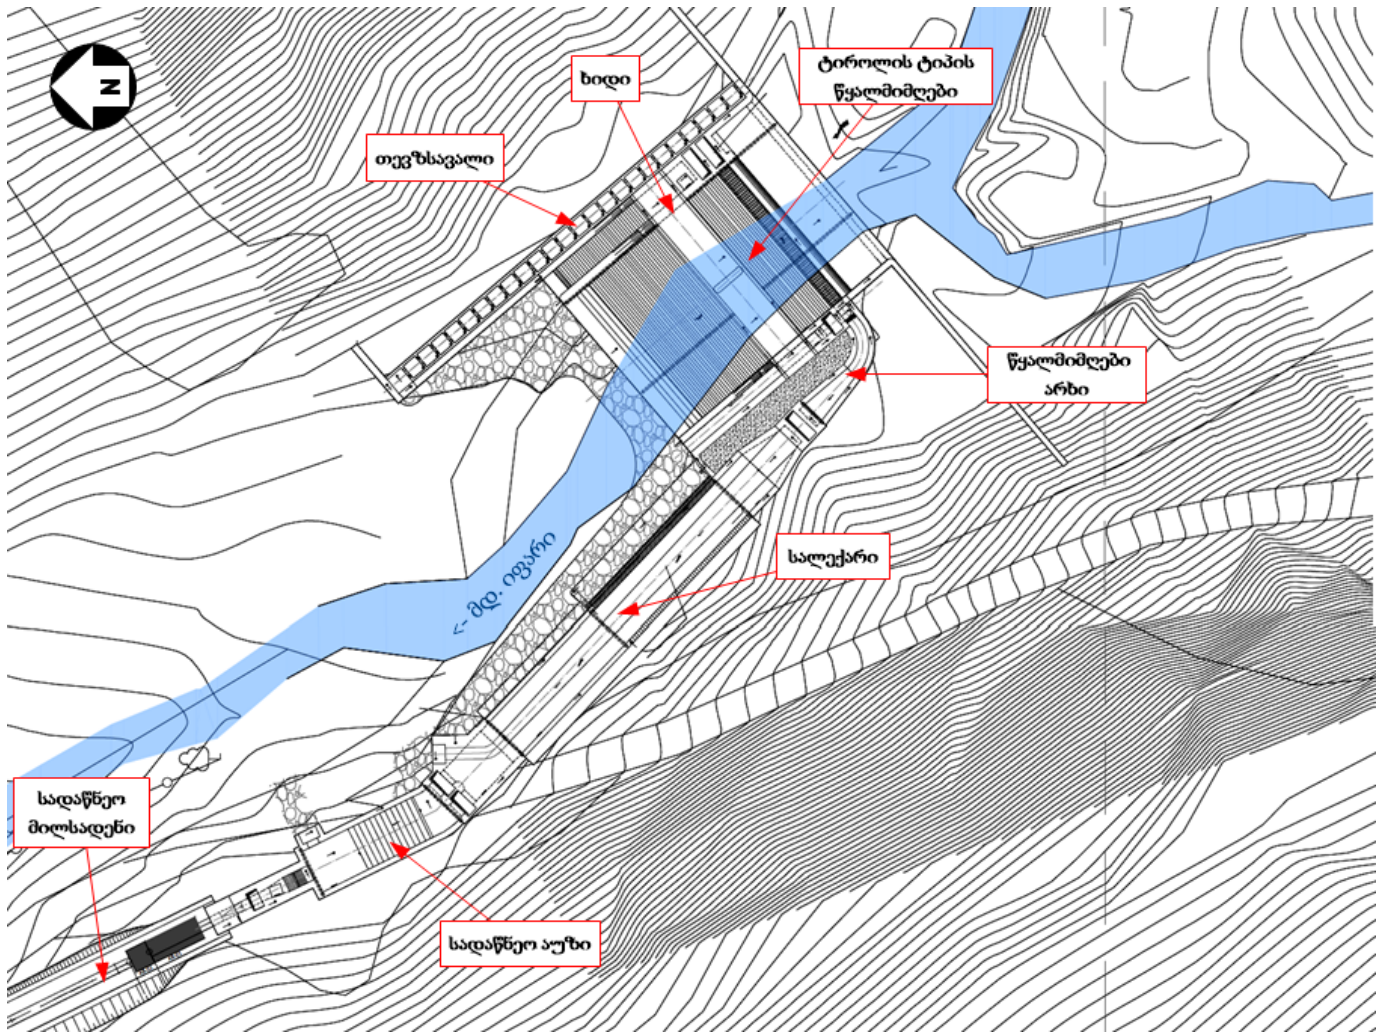 N
ხიდი
ტიროლის ტიპის
წყალმიმღები
თევზსავალი
წყალმიმღები
არხი
სალექარი
<- მდ. იფარი
სადაწნეო
მილსადენი
სადაწნეო აუზი